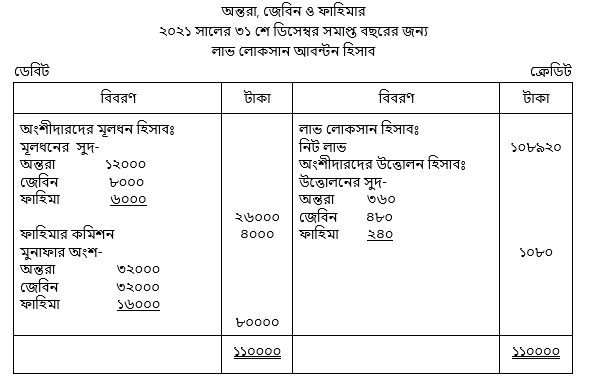 অন্তরা, জেবিন ও ফাহিমার
২০২১ সালের ৩১ শে ডিসেম্বর সমাপ্ত বছরের জন্য
লাভ লোকসান আবন্টন হিসাব
ডেবিট ক্রেডিট
বিবরণ টাকা বিবরণ টাকা
অংশীদারদের মূলধন হিসাবঃ লাভ লোকসান হিসাবঃ
মূলধনের সুদ- নিট লাভ ১০৮৯২০
অন্তরা ১২০০০ অংশীদারদের উত্তোলন হিসাবঃ
জেবিন ৮০০০ উত্তোলনের সুদ-
ফাহিমা ৬০০০ অন্তরা ৩৬০
২৬০০০ জেবিন ৪৮০
ফাহিমার কমিশন ৪০০০ ফাহিমা ২৪০
মুনাফার অংশ- ১০৮০
অন্তরা ৩২০০০
জেবিন ৩২০০০
ফাহিমা ১৬০০০
৮০০০০
১১০০০০ ১১০০০০